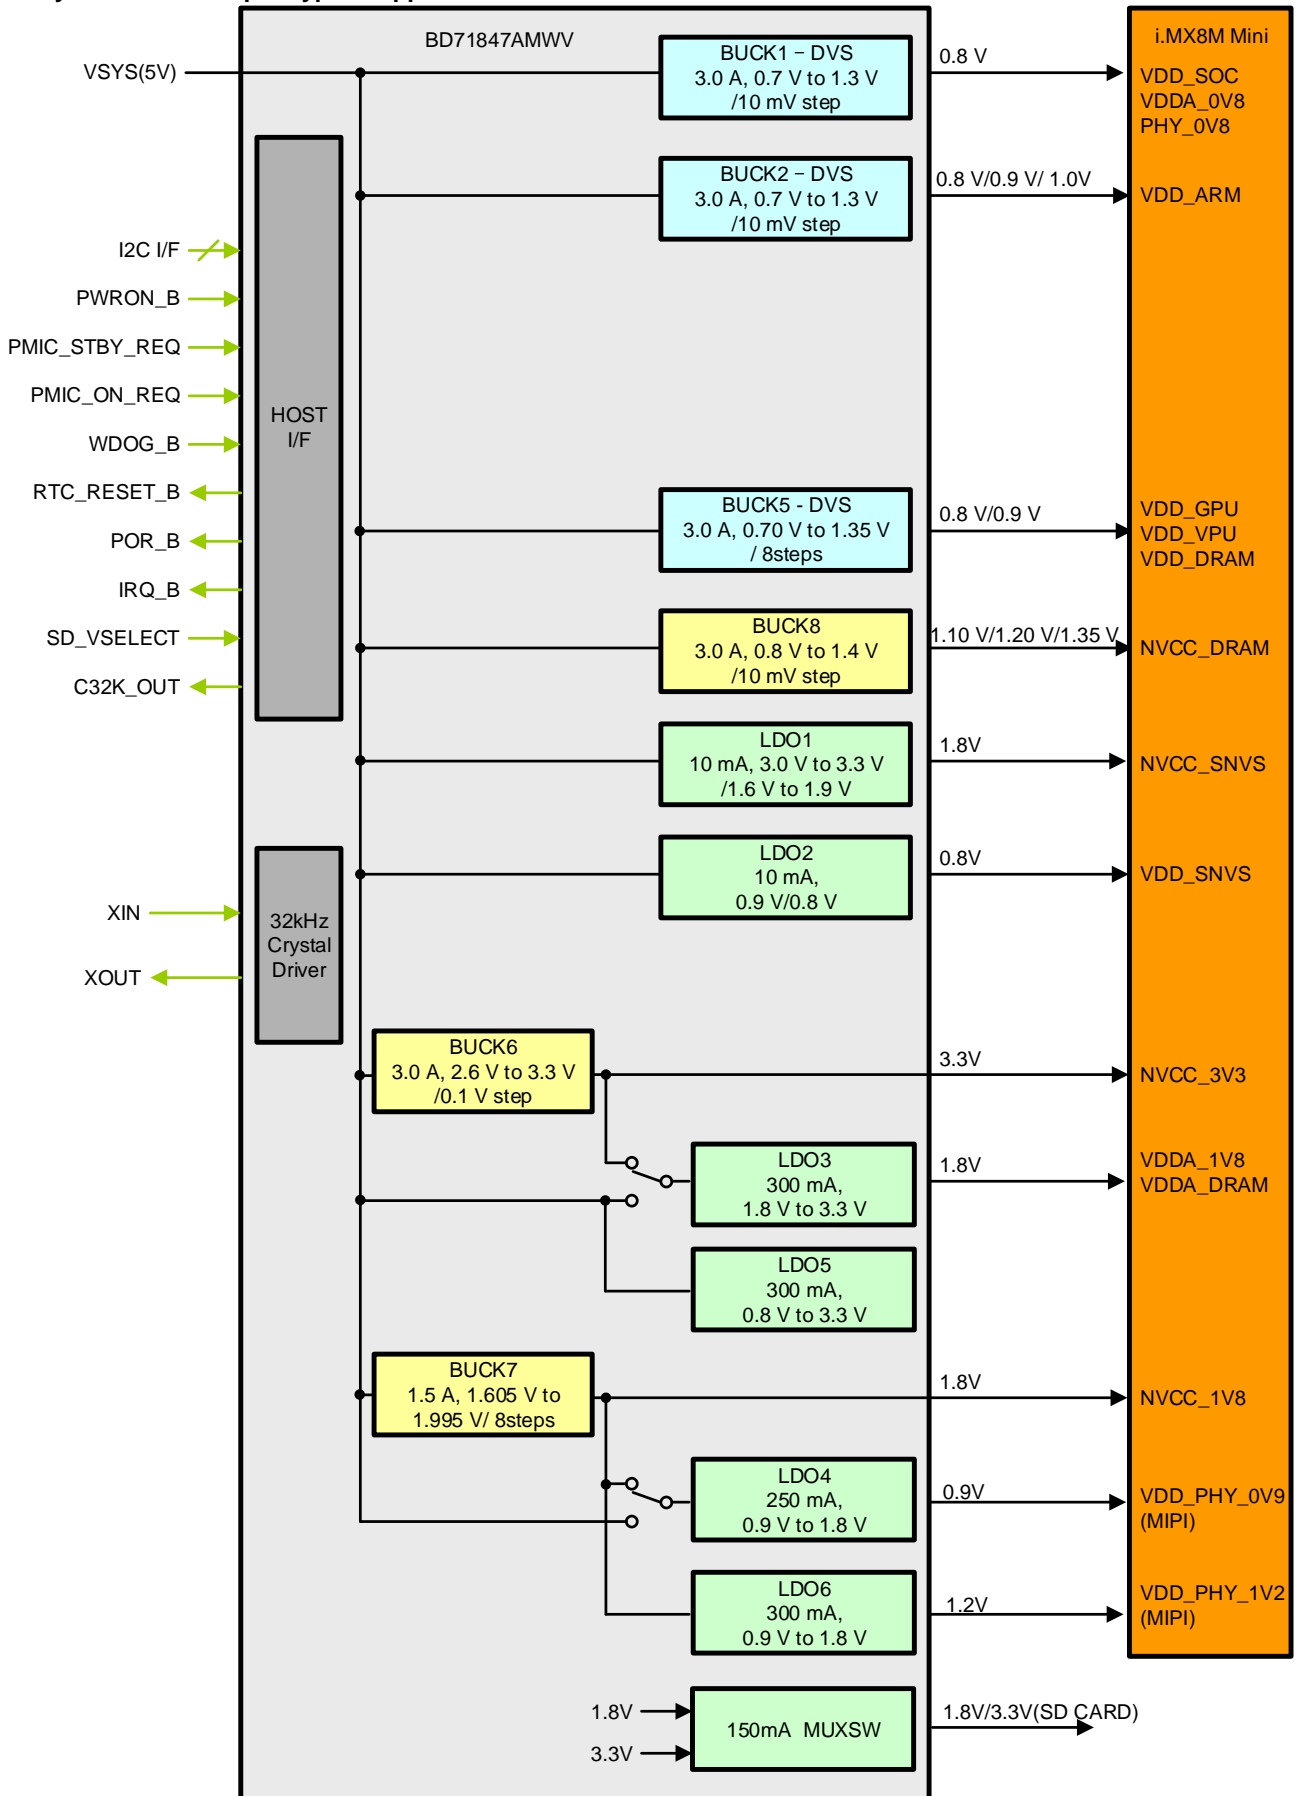 BD71847AMWV
i.MX8M Mini
VSYS(5V)
BUCK1 – DVS
3.0 A, 0.7 V to 1.3 V
/10 mV step
0.8 V
VDD_SOC
VDDA_0V8
PHY_0V8
BUCK2 – DVS
3.0 A, 0.7 V to 1.3 V
/10 mV step
0.8 V/0.9 V/ 1.0V
VDD_ARM
I2C I/F
PWRON_B
PMIC_STBY_REQ
PMIC_ON_REQ
WDOG_B
RTC_RESET_B
POR_B
IRQ_B
SD_VSELECT
C32K_OUT
HOST
I/F
BUCK5 - DVS
3.0 A, 0.70 V to 1.35 V
/ 8steps
0.8 V/0.9 V
VDD_GPU
VDD_VPU
VDD_DRAM
BUCK8
3.0 A, 0.8 V to 1.4 V
/10 mV step
1.10 V/1.20 V/1.35 V
NVCC_DRAM
LDO1
10 mA, 3.0 V to 3.3 V
/1.6 V to 1.9 V
1.8V
NVCC_SNVS
LDO2
10 mA,
0.9 V/0.8 V
0.8V
VDD_SNVS
XIN
XOUT
32kHz
Crystal
Driver
BUCK6
3.0 A, 2.6 V to 3.3 V
/0.1 V step
3.3V
NVCC_3V3
LDO3
300 mA,
1.8 V to 3.3 V
1.8V
VDDA_1V8
VDDA_DRAM
LDO5
300 mA,
0.8 V to 3.3 V
BUCK7
1.5 A, 1.605 V to
1.995 V/ 8steps
1.8V
NVCC_1V8
LDO4
250 mA,
0.9 V to 1.8 V
0.9V
VDD_PHY_0V9
(MIPI)
LDO6
300 mA,
0.9 V to 1.8 V
1.2V
VDD_PHY_1V2
(MIPI)
1.8V
3.3V
150mA MUXSW
1.8V/3.3V(SD CARD)